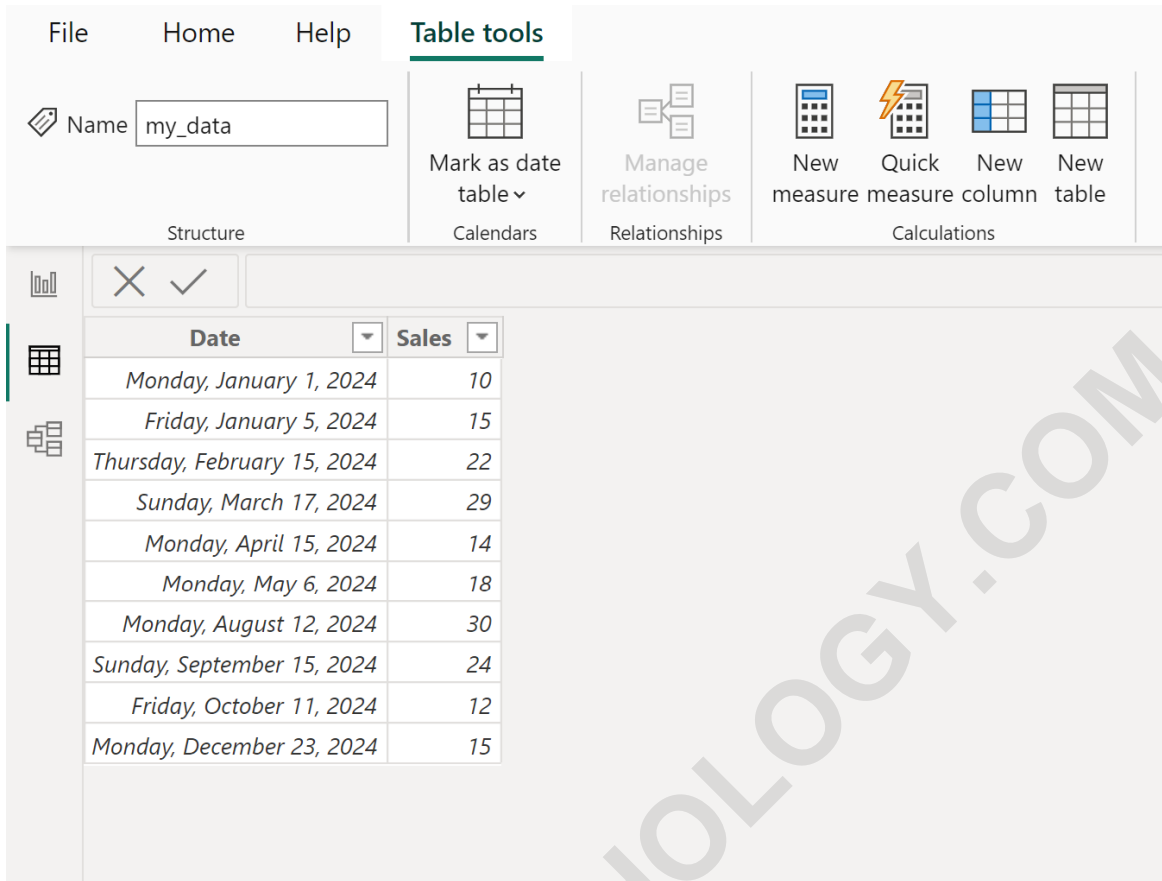 File Home Help Table tools
Name my_data
Mark as date table
Manage relationships
New measure
Quick measure
New column
New table
Structure Calendars Relationships Calculations
Date Sales
Monday, January 1, 2024 10
Friday, January 5, 2024 15
Thursday, February 15, 2024 22
Sunday, March 17, 2024 29
Monday, April 15, 2024 14
Monday, May 6, 2024 18
Monday, August 12, 2024 30
Sunday, September 15, 2024 24
Friday, October 11, 2024 12
Monday, December 23, 2024 15
OLOGY.COM